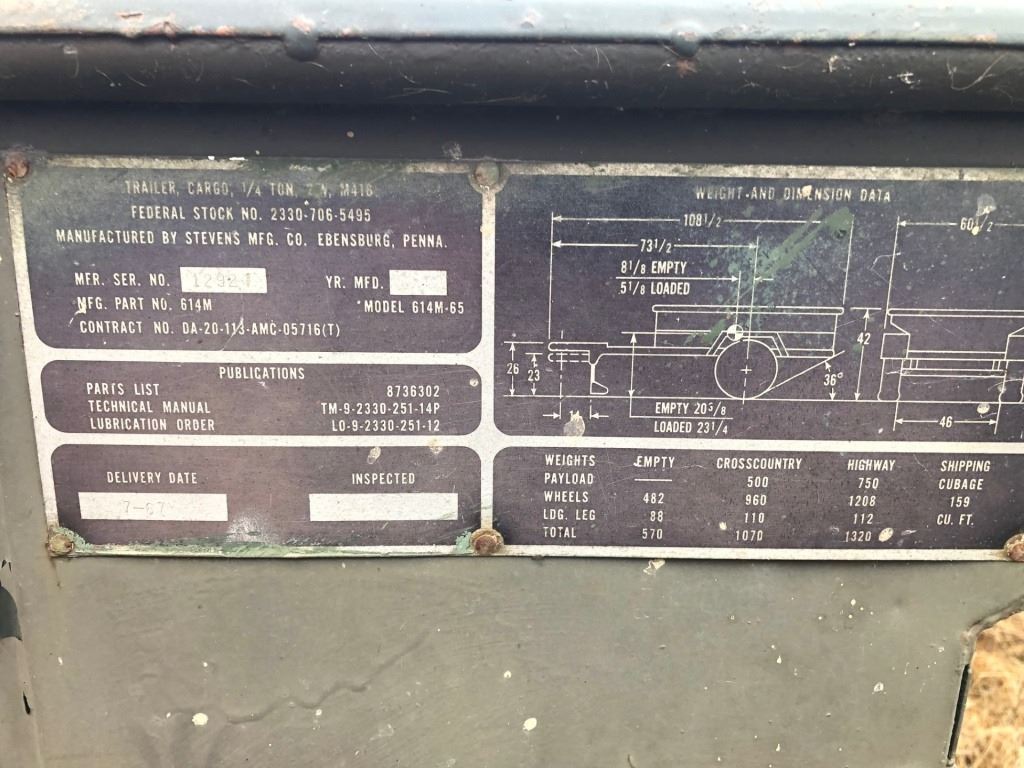 TRAILER, CARGO, 1/4 TON, 2 W, M416
FEDERAL STOCK NO. 2330-706-5495
MANUFACTURED BY STEVENS MFG. CO. EBENSBURG, PENNA.
MFR. SER. NO. YR. MFD.
MFG. PART NO. 614M MODEL 614M-65
CONTRACT NO. DA-20-113-AMC-05716(T)
PUBLICATIONS
PARTS LIST 8736302
TECHNICAL MANUAL TM-9-2330-251-14P
LUBRICATION ORDER LO-9-2330-251-12
DELIVERY DATE INSPECTED
7-67
WEIGHT AND DIMENSION DATA
108 1/2
60 1/2
73 1/2
8 1/8 EMPTY
5 1/8 LOADED
42
26
23
36°
14
EMPTY 20 5/8
LOADED 23 1/4
46
WEIGHTS EMPTY CROSSCOUNTRY HIGHWAY SHIPPING
PAYLOAD — 500 750 CUBAGE
WHEELS 482 960 1208 159
LDG. LEG 88 110 112 CU. FT.
TOTAL 570 1070 1320